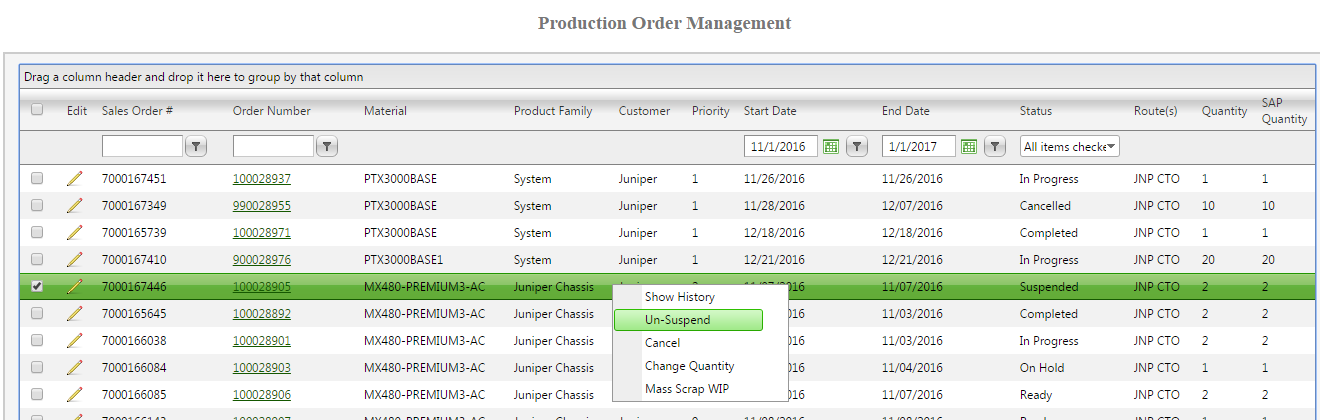 Production Order Management
Drag a column header and drop it here to group by that column
Edit Sales Order # Order Number Material Product Family Customer Priority Start Date End Date Status Route(s) Quantity SAP Quantity
11/1/2016 1/1/2017 All items checke
7000167451 100028937 PTX3000BASE System Juniper 1 11/26/2016 11/26/2016 In Progress JNP CTO 1 1
7000167349 990028955 PTX3000BASE System Juniper 1 11/28/2016 12/07/2016 Cancelled JNP CTO 10 10
7000165739 100028971 PTX3000BASE System Juniper 1 12/18/2016 12/18/2016 Completed JNP CTO 1 1
7000167410 900028976 PTX3000BASE1 System Juniper 1 12/21/2016 12/21/2016 In Progress JNP CTO 20 20
7000167446 100028905 MX480-PREMIUM3-AC Juniper Chassis 11/07/2016 Suspended JNP CTO 2 2
Show History
Un-Suspend
Cancel
Change Quantity
Mass Scrap WIP
7000165645 100028892 MX480-PREMIUM3-AC Juniper Chassis 11/03/2016 Completed JNP CTO 2 2
7000166038 100028901 MX480-PREMIUM3-AC Juniper Chassis 11/03/2016 In Progress JNP CTO 2 2
7000166084 100028903 MX480-PREMIUM3-AC Juniper Chassis 11/04/2016 On Hold JNP CTO 1 1
7000166085 100028906 MX480-PREMIUM3-AC Juniper Chassis 11/07/2016 Ready JNP CTO 2 2